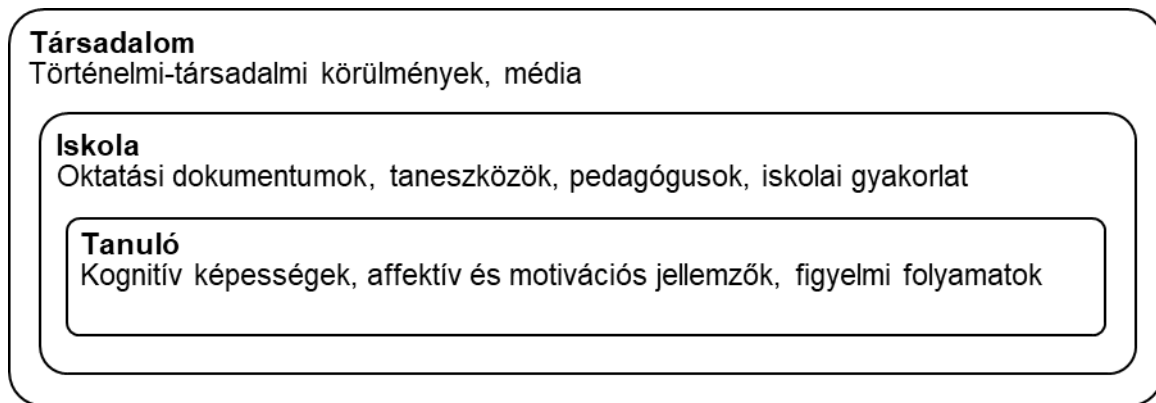 Társadalom
Történelmi-társadalmi körülmények, média
Iskola
Oktatási dokumentumok, taneszközök, pedagógusok, iskolai gyakorlat
Tanuló
Kognitív képességek, affektív és motivációs jellemzők, figyelmi folyamatok